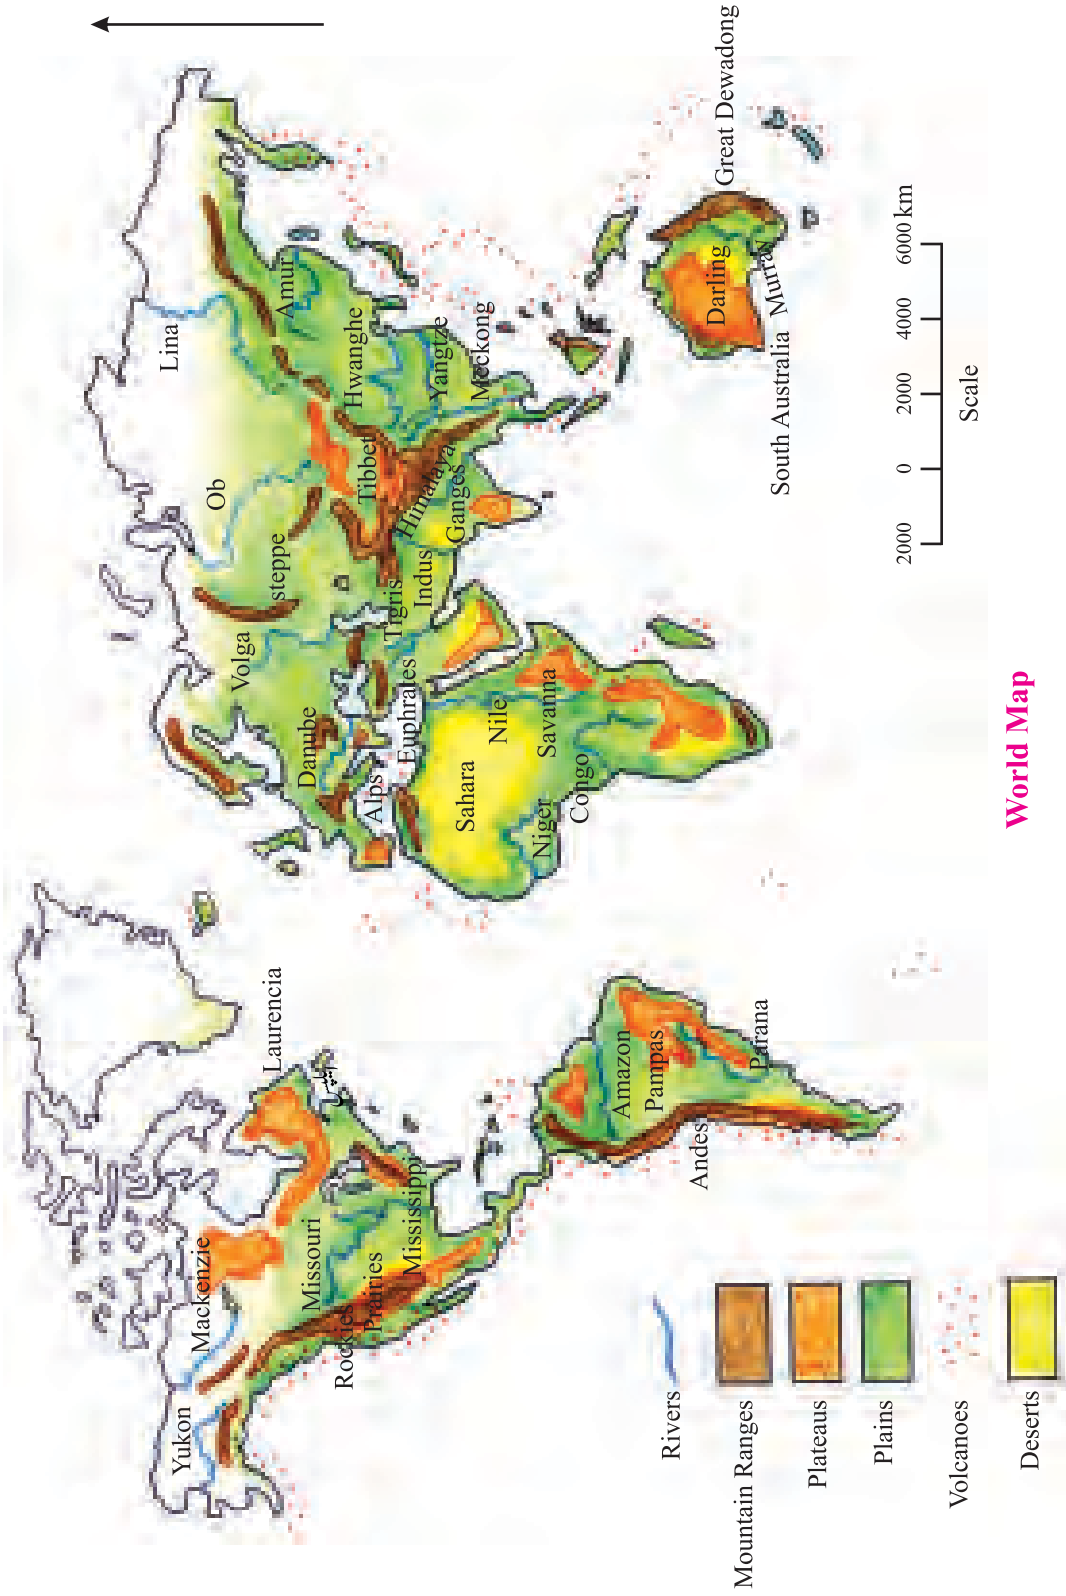 Yukon
Mackenzie
Laurencia
Missouri
Rockies
Prairies
Mississippi
Amazon
Pampas
Andes
Parana
Lina
Ob
Volga
steppe
Amur
Danube
Alps
Euphrales
Tigris
Indus
Tibbet
Himalaya
Ganges
Hwanghe
Yangtze
Meckong
Sahara
Nile
Niger
Savanna
Congo
Great Dewadong
Darling
Murray
South Australia
Rivers
Mountain Ranges
Plateaus
Plains
Volcanoes
Deserts
2000 0 2000 4000 6000 km
Scale
World Map